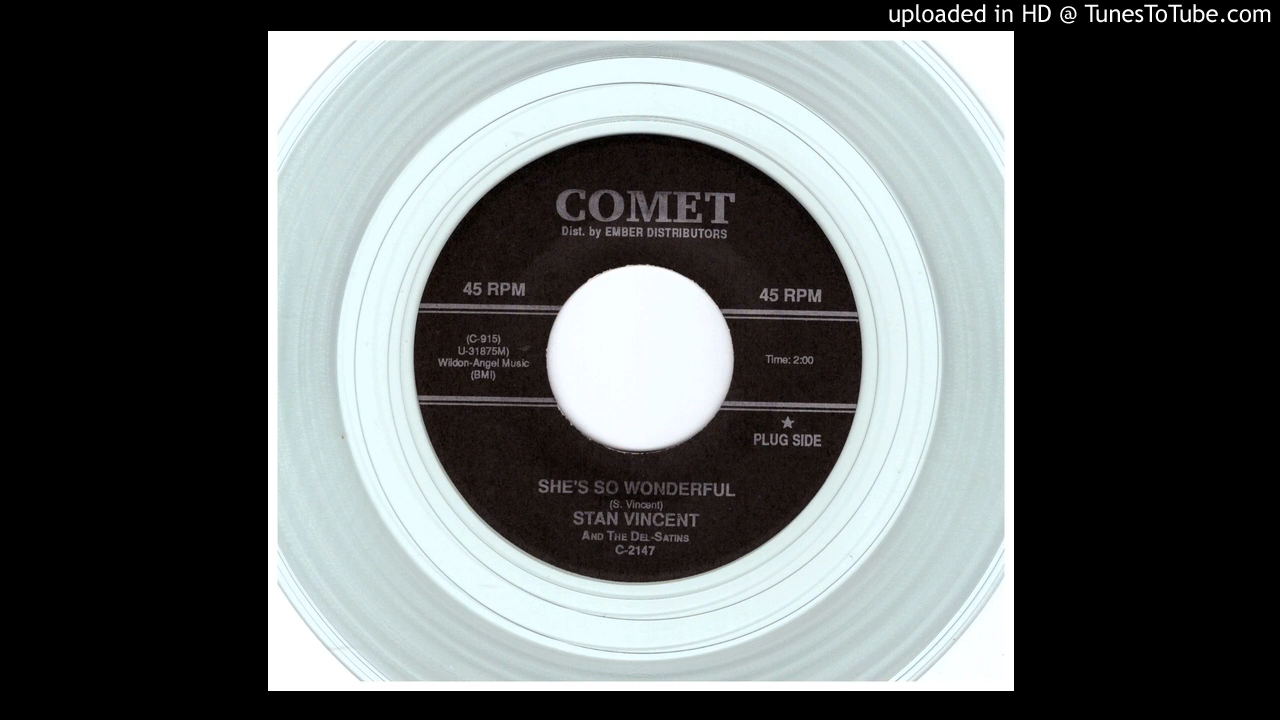 uploaded in HD @ TunesToTube.com
COMET
Dist. by EMBER DISTRIBUTORS
45 RPM
45 RPM
(C-915)
U-31875M)
Wildon-Angel Music
(BMI)
Time: 2:00
★
PLUG SIDE
SHE'S SO WONDERFUL
(S. Vincent)
STAN VINCENT
AND THE DEL-SATINS
C-2147